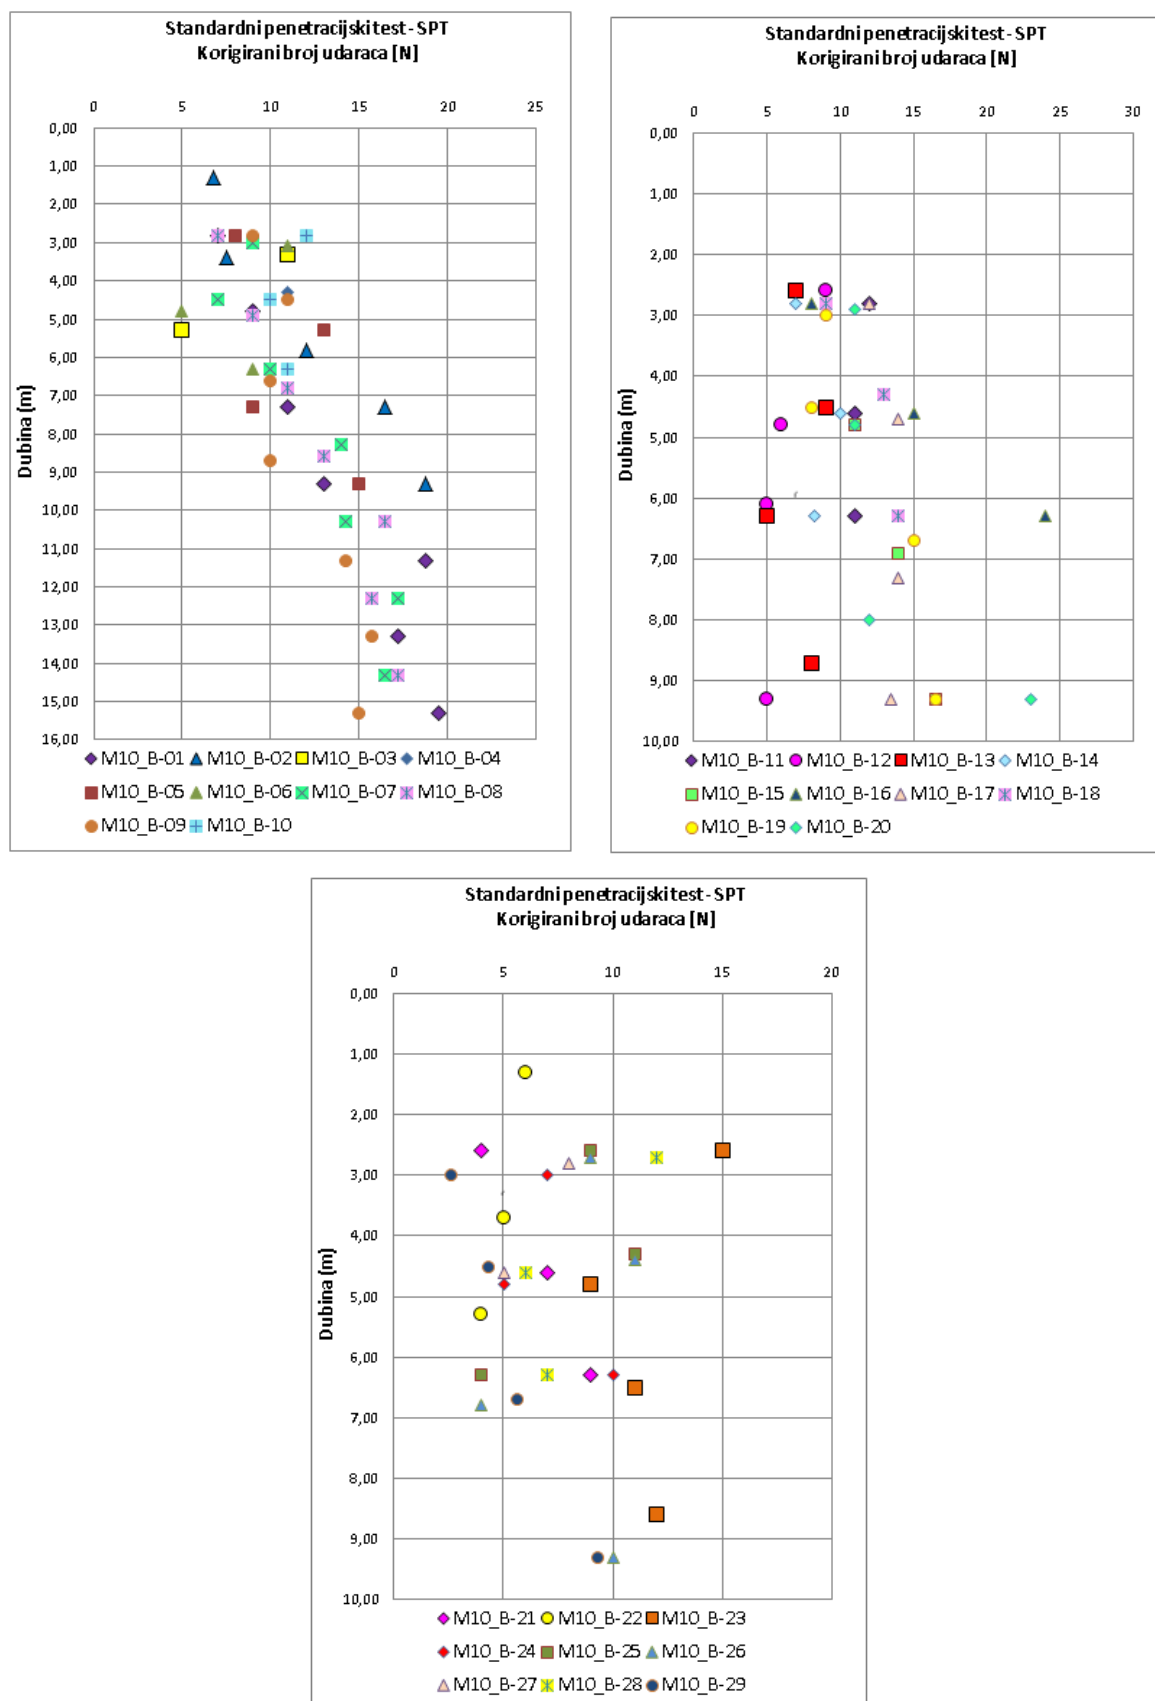 Standardni penetracijski test - SPT
Korigirani broj udaraca [N]
0 5 10 15 20 25
0,00
1,00
2,00
3,00
4,00
5,00
6,00
7,00
8,00
9,00
10,00
11,00
12,00
13,00
14,00
15,00
16,00
Dubina (m)
M10_B-01 M10_B-02 M10_B-03 M10_B-04
M10_B-05 M10_B-06 M10_B-07 M10_B-08
M10_B-09 M10_B-10
Standardni penetracijski test - SPT
Korigirani broj udaraca [N]
0 5 10 15 20 25 30
0,00
1,00
2,00
3,00
4,00
5,00
6,00
7,00
8,00
9,00
10,00
Dubina (m)
M10_B-11 M10_B-12 M10_B-13 M10_B-14
M10_B-15 M10_B-16 M10_B-17 M10_B-18
M10_B-19 M10_B-20
Standardni penetracijski test - SPT
Korigirani broj udaraca [N]
0 5 10 15 20
0,00
1,00
2,00
3,00
4,00
5,00
6,00
7,00
8,00
9,00
10,00
Dubina (m)
M10_B-21 M10_B-22 M10_B-23
M10_B-24 M10_B-25 M10_B-26
M10_B-27 M10_B-28 M10_B-29